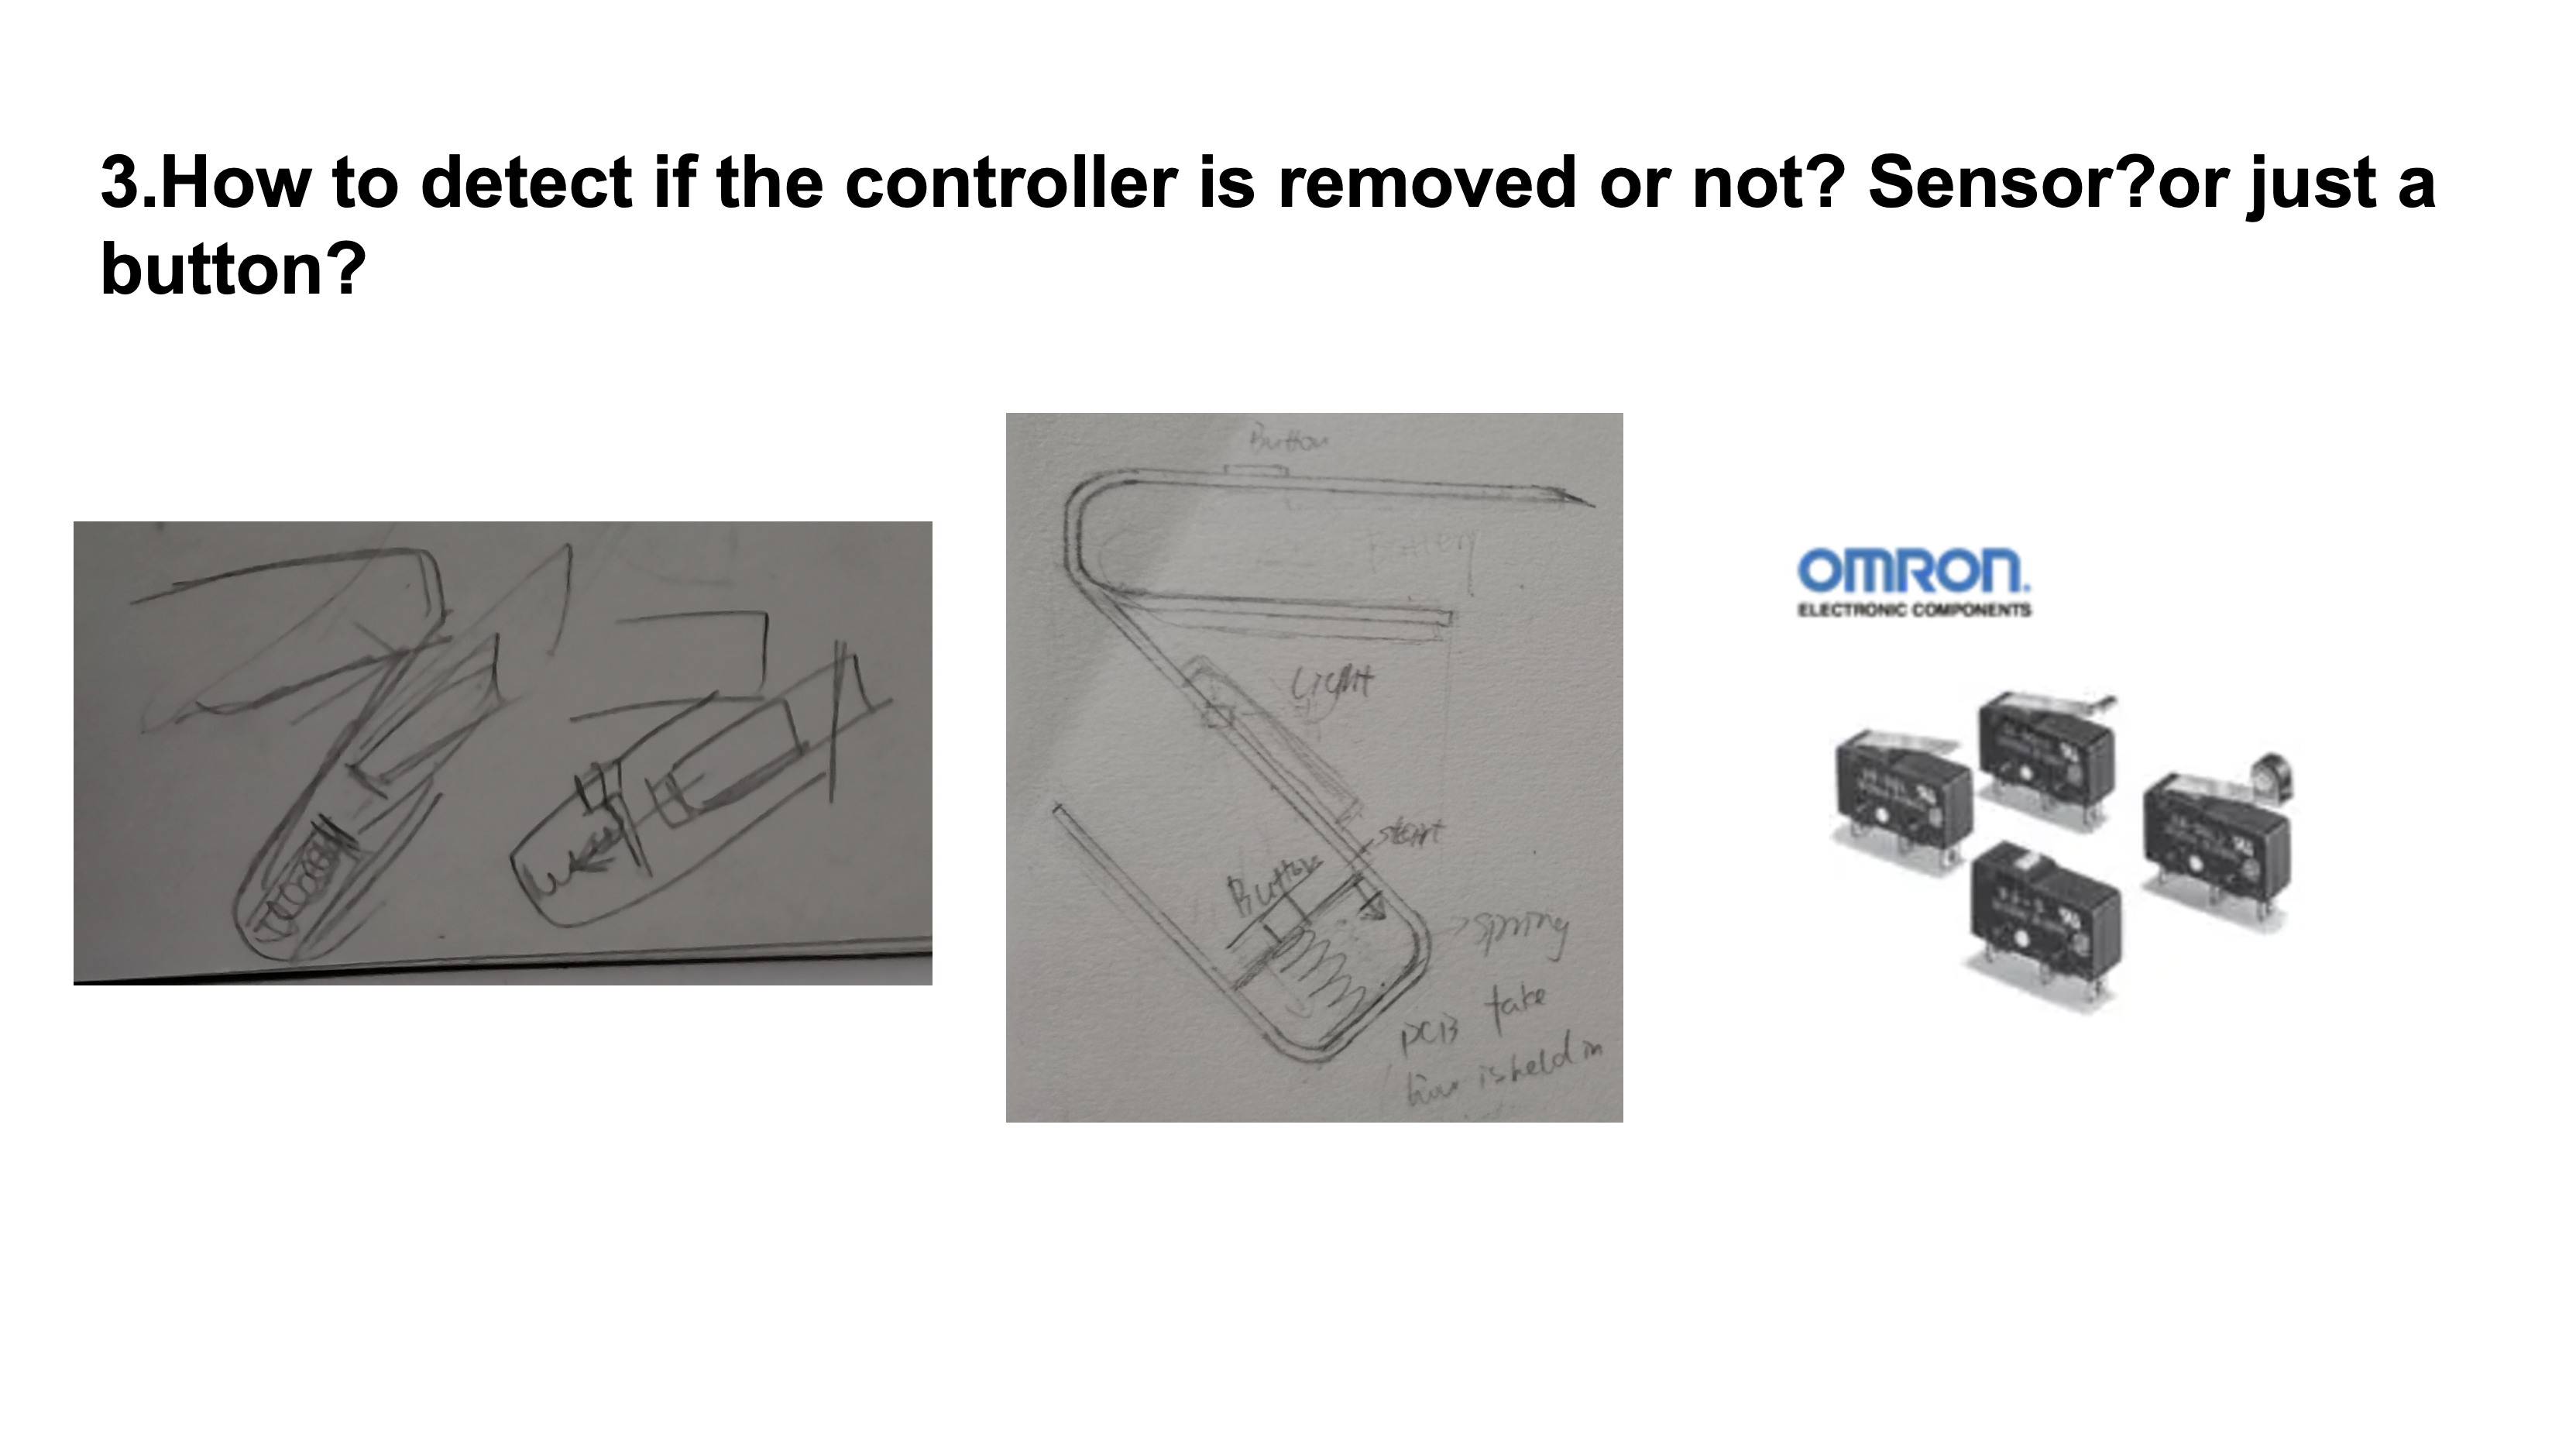 3.How to detect if the controller is removed or not? Sensor?or just a
button?
Button
battery
Light
start
Button
spring
PCB take
is held in
OMRON
ELECTRONIC COMPONENTS